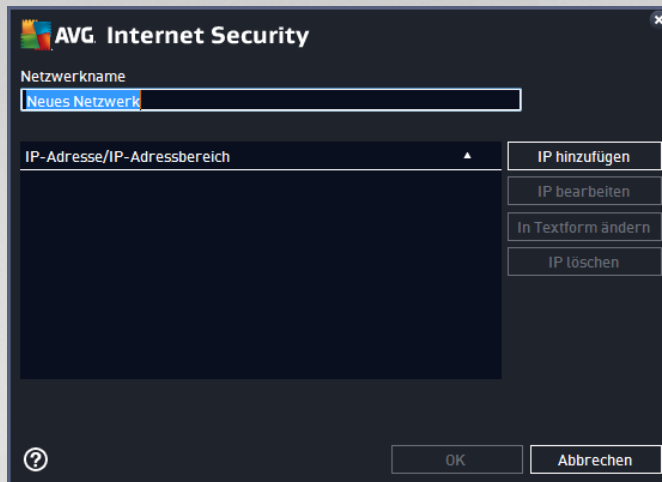 AVG Internet Security
Netzwerkname
Neues Netzwerk
IP-Adresse/IP-Adressbereich
IP hinzufügen
IP bearbeiten
In Textform ändern
IP löschen
OK
Abbrechen